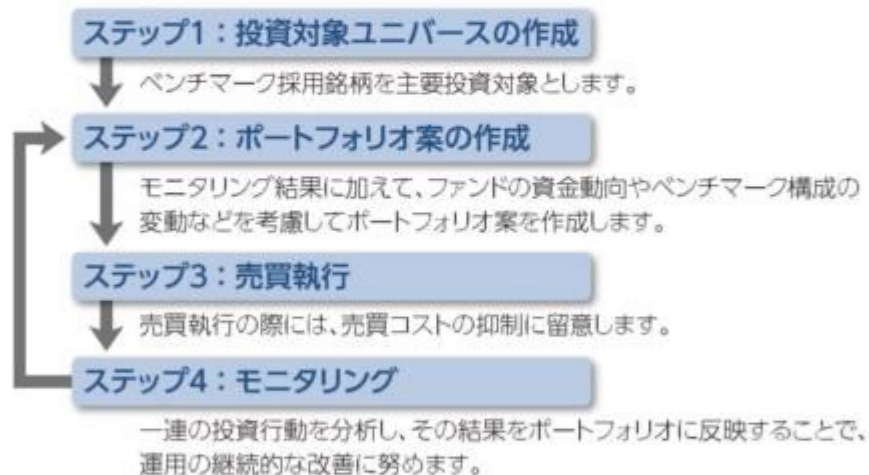 ステップ1：投資対象ユニバースの作成
ベンチマーク採用銘柄を主要投資対象とします。
ステップ2：ポートフォリオ案の作成
モニタリング結果に加えて、ファンドの資金動向やベンチマーク構成の
変動などを考慮してポートフォリオ案を作成します。
ステップ3：売買執行
売買執行の際には、売買コストの抑制に留意します。
ステップ4：モニタリング
一連の投資行動を分析し、その結果をポートフォリオに反映することで、
運用の継続的な改善に努めます。